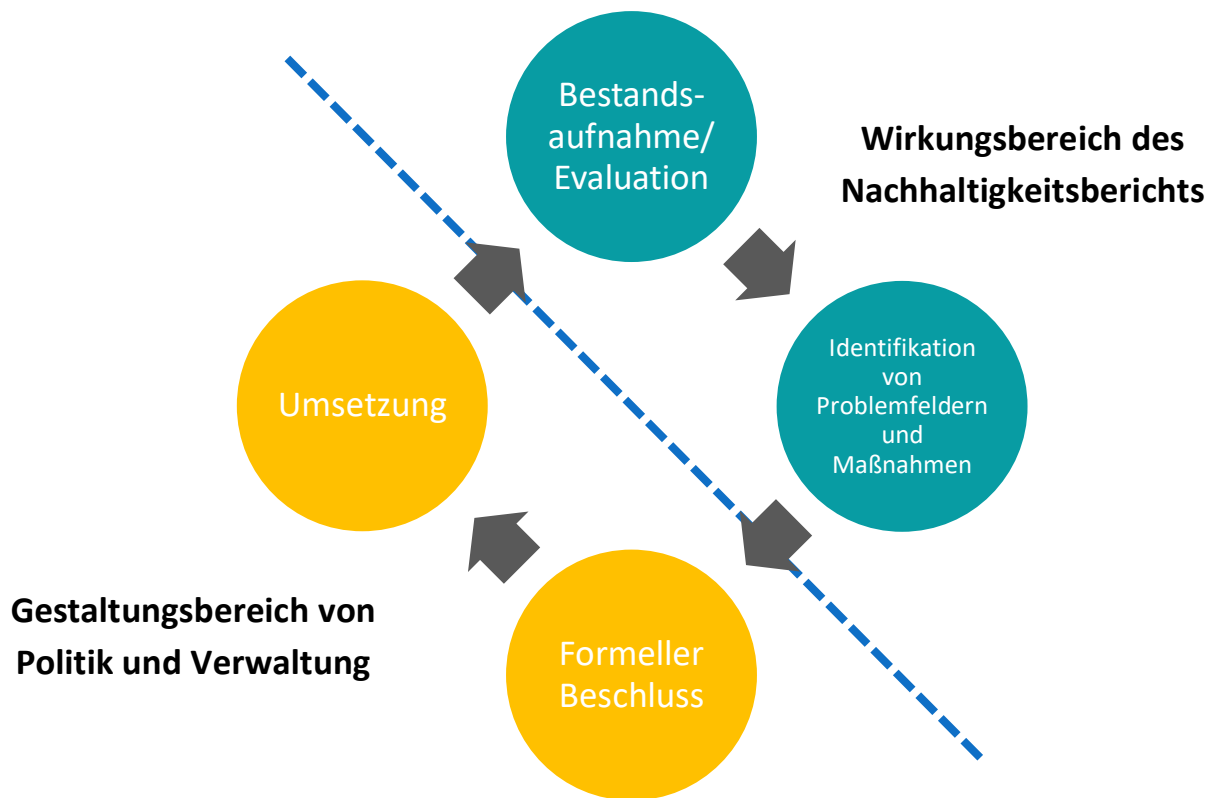 Bestands-
aufnahme/
Evaluation
Wirkungsbereich des
Nachhaltigkeitsberichts
Identifikation
von
Problemfeldern
und
Maßnahmen
Umsetzung
Gestaltungsbereich von
Politik und Verwaltung
Formeller
Beschluss